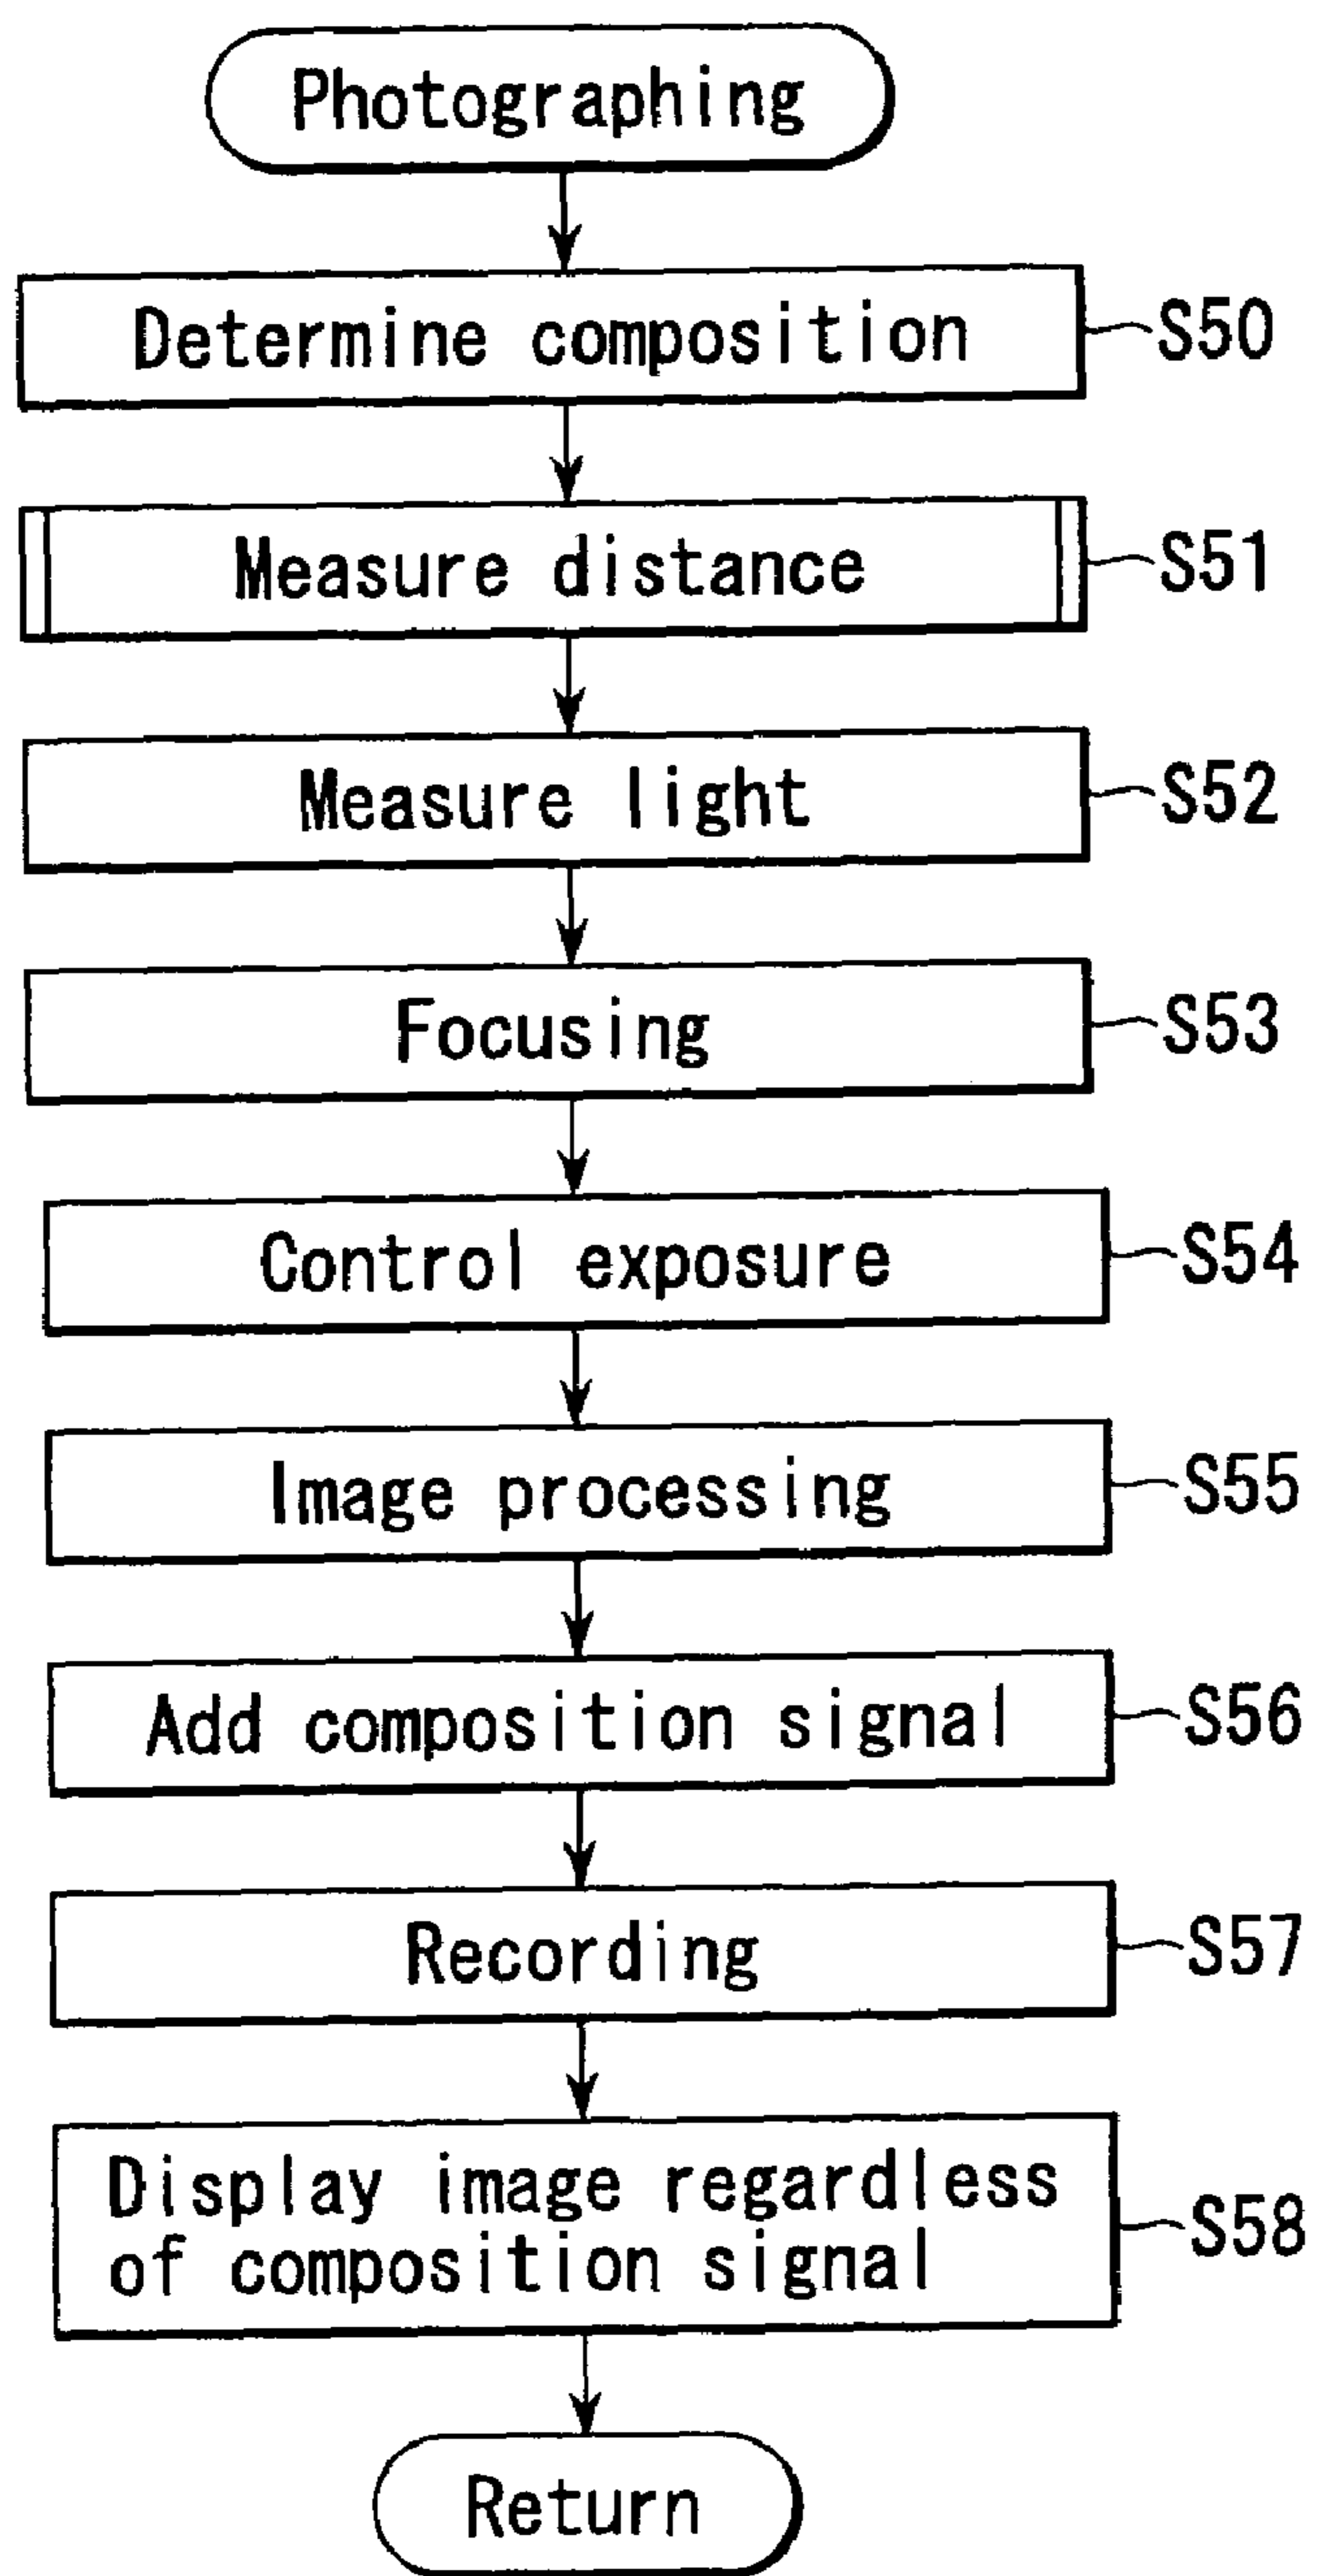 Photographing
Determine composition
S50
Measure distance
S51
Measure light
S52
Focusing
S53
Control exposure
S54
Image processing
S55
Add composition signal
S56
Recording
S57
Display image regardless
of composition signal
S58
Return